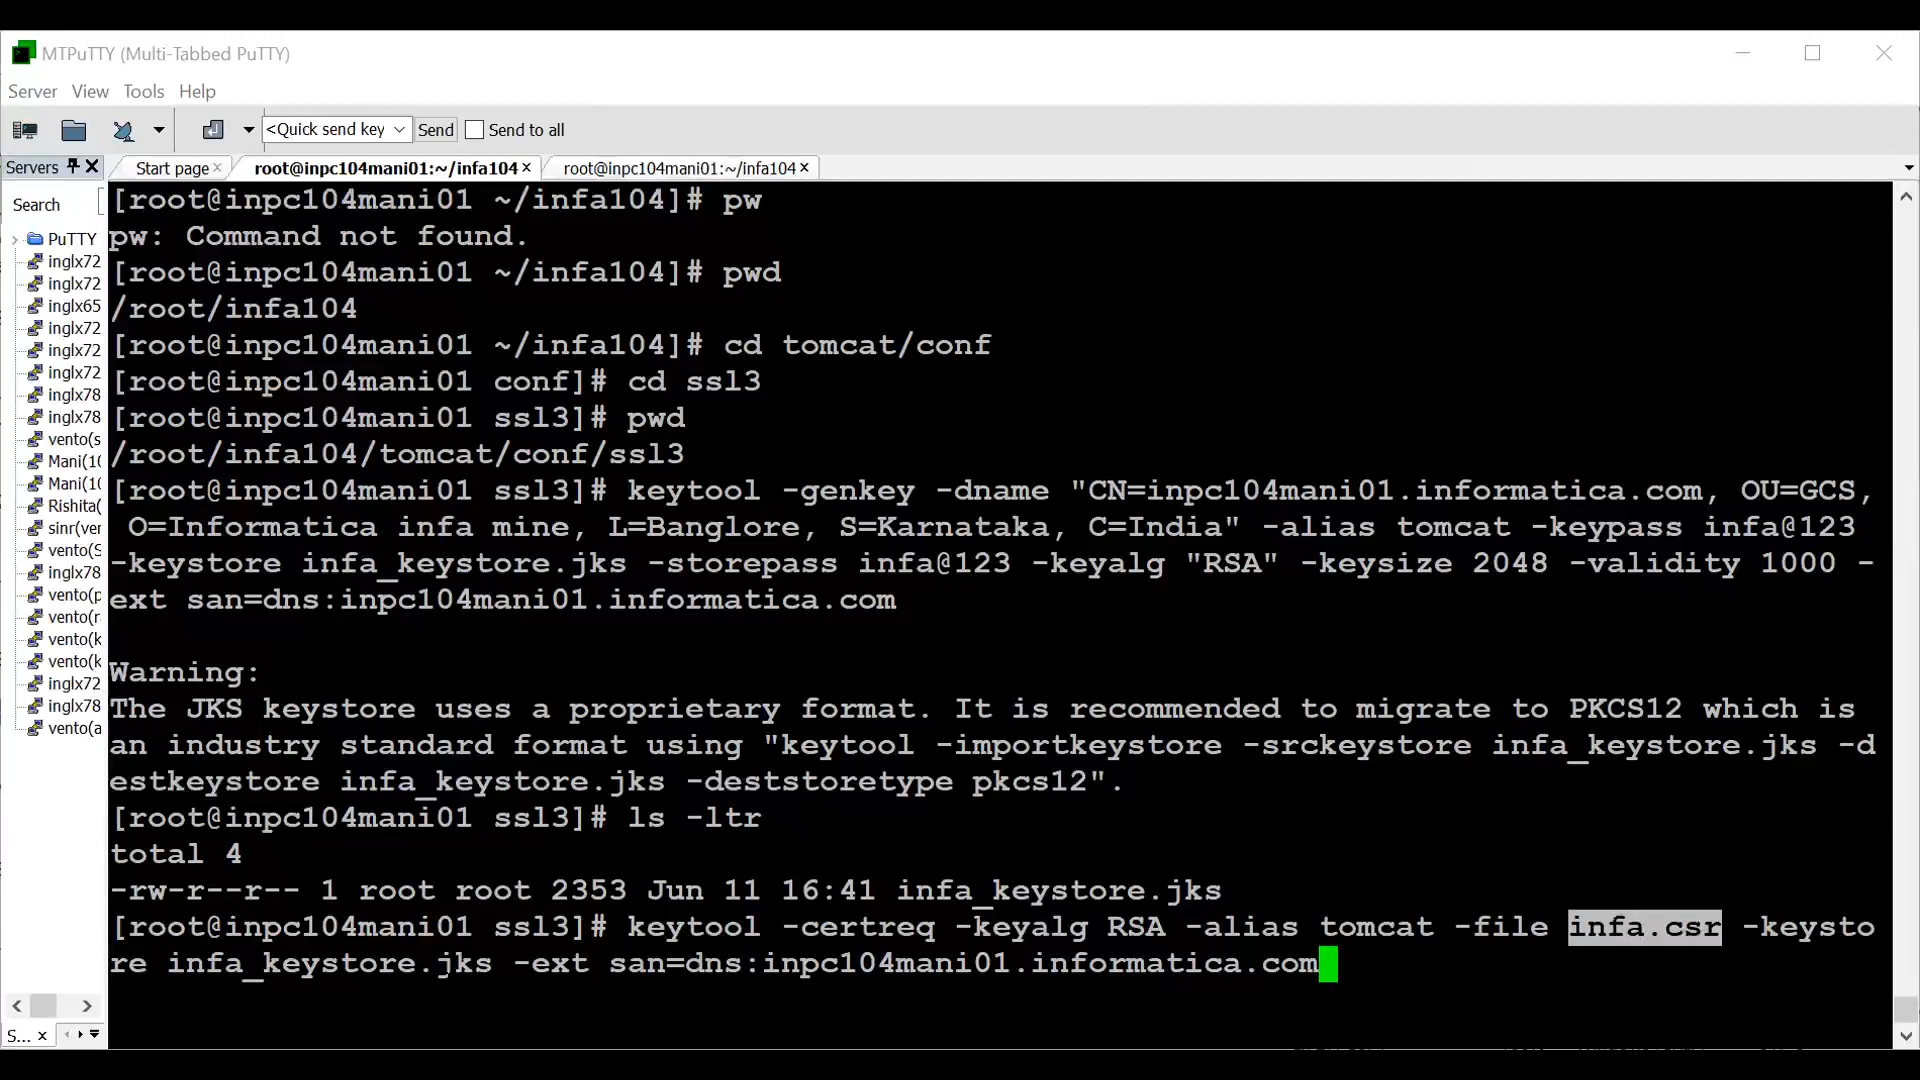 MTPuTTY (Multi-Tabbed PuTTY)
Server View Tools Help
<Quick send key Send Send to all
Servers Start page root@inpc104mani01:~/infa104 root@inpc104mani01:~/infa104
Search
PuTTY
inglx72
inglx72
inglx65
inglx72
inglx72
inglx72
inglx78
inglx78
vento(s
Mani(10
Mani(10
Rishita(
sinr(ver
vento(S
inglx78
vento(p
vento(r
vento(k
vento(k
inglx72
inglx78
vento(a
S...
[root@inpc104mani01 ~/infa104]# pw
pw: Command not found.
[root@inpc104mani01 ~/infa104]# pwd
/root/infa104
[root@inpc104mani01 ~/infa104]# cd tomcat/conf
[root@inpc104mani01 conf]# cd ssl3
[root@inpc104mani01 ssl3]# pwd
/root/infa104/tomcat/conf/ssl3
[root@inpc104mani01 ssl3]# keytool -genkey -dname "CN=inpc104mani01.informatica.com, OU=GCS,
O=Informatica infa mine, L=Banglore, S=Karnataka, C=India" -alias tomcat -keypass infa@123
-keystore infa_keystore.jks -storepass infa@123 -keyalg "RSA" -keysize 2048 -validity 1000 -
ext san=dns:inpc104mani01.informatica.com
Warning:
The JKS keystore uses a proprietary format. It is recommended to migrate to PKCS12 which is
an industry standard format using "keytool -importkeystore -srckeystore infa_keystore.jks -d
estkeystore infa_keystore.jks -deststoretype pkcs12".
[root@inpc104mani01 ssl3]# ls -ltr
total 4
-rw-r--r-- 1 root root 2353 Jun 11 16:41 infa_keystore.jks
[root@inpc104mani01 ssl3]# keytool -certreq -keyalg RSA -alias tomcat -file infa.csr -keysto
re infa_keystore.jks -ext san=dns:inpc104mani01.informatica.com